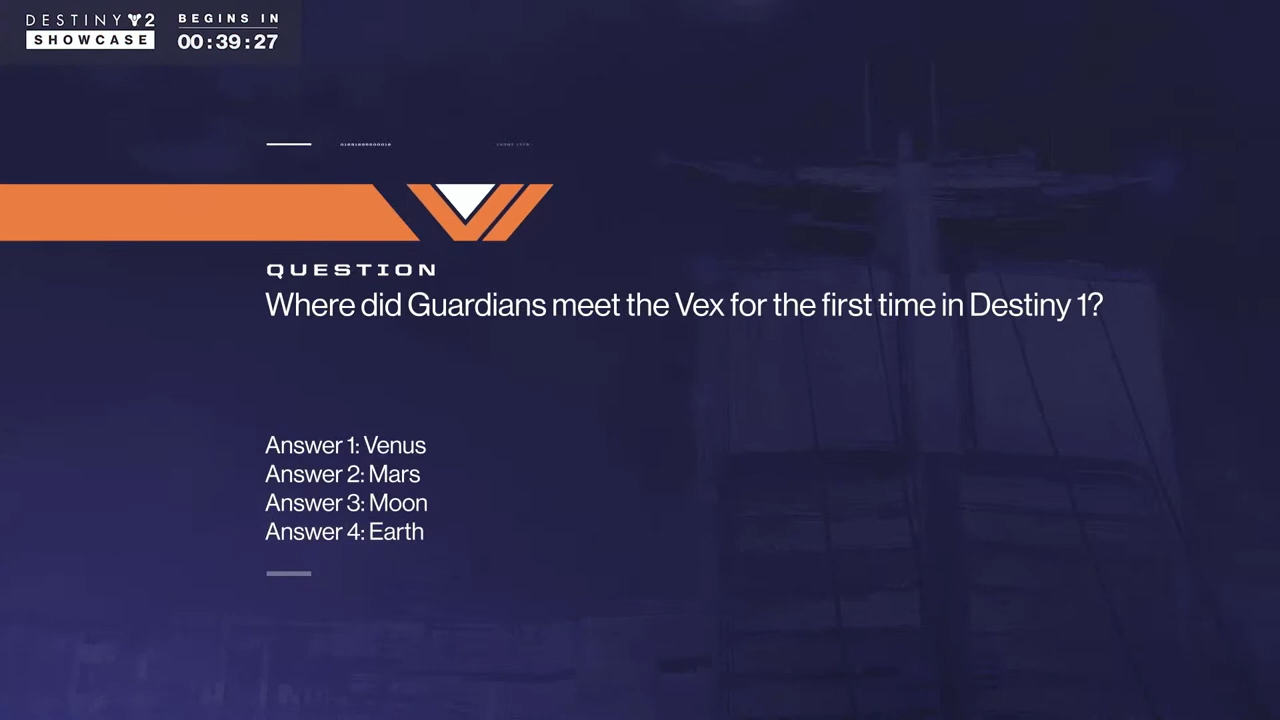 DESTINY 2
SHOWCASE
BEGINS IN
00:39:27
QUESTION
Where did Guardians meet the Vex for the first time in Destiny 1?
Answer 1: Venus
Answer 2: Mars
Answer 3: Moon
Answer 4: Earth